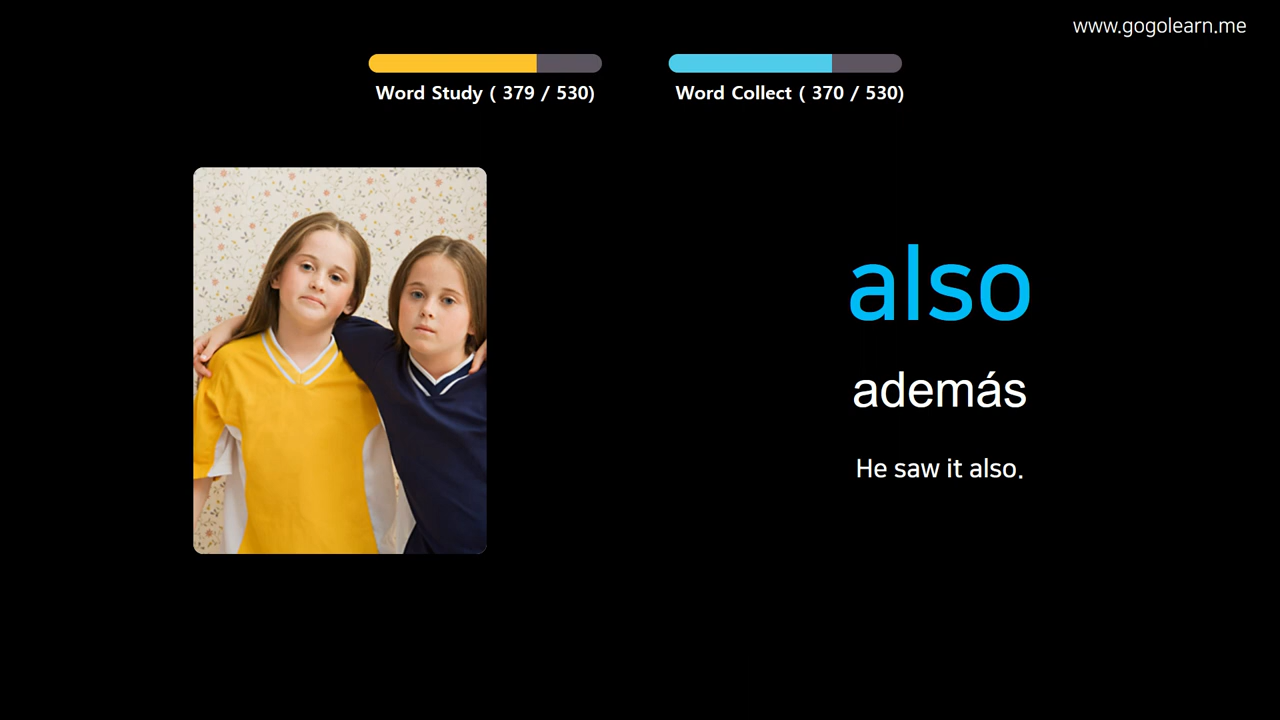 www.gogolearn.me
Word Study ( 379 / 530)
Word Collect ( 370 / 530)
also
además
He saw it also.